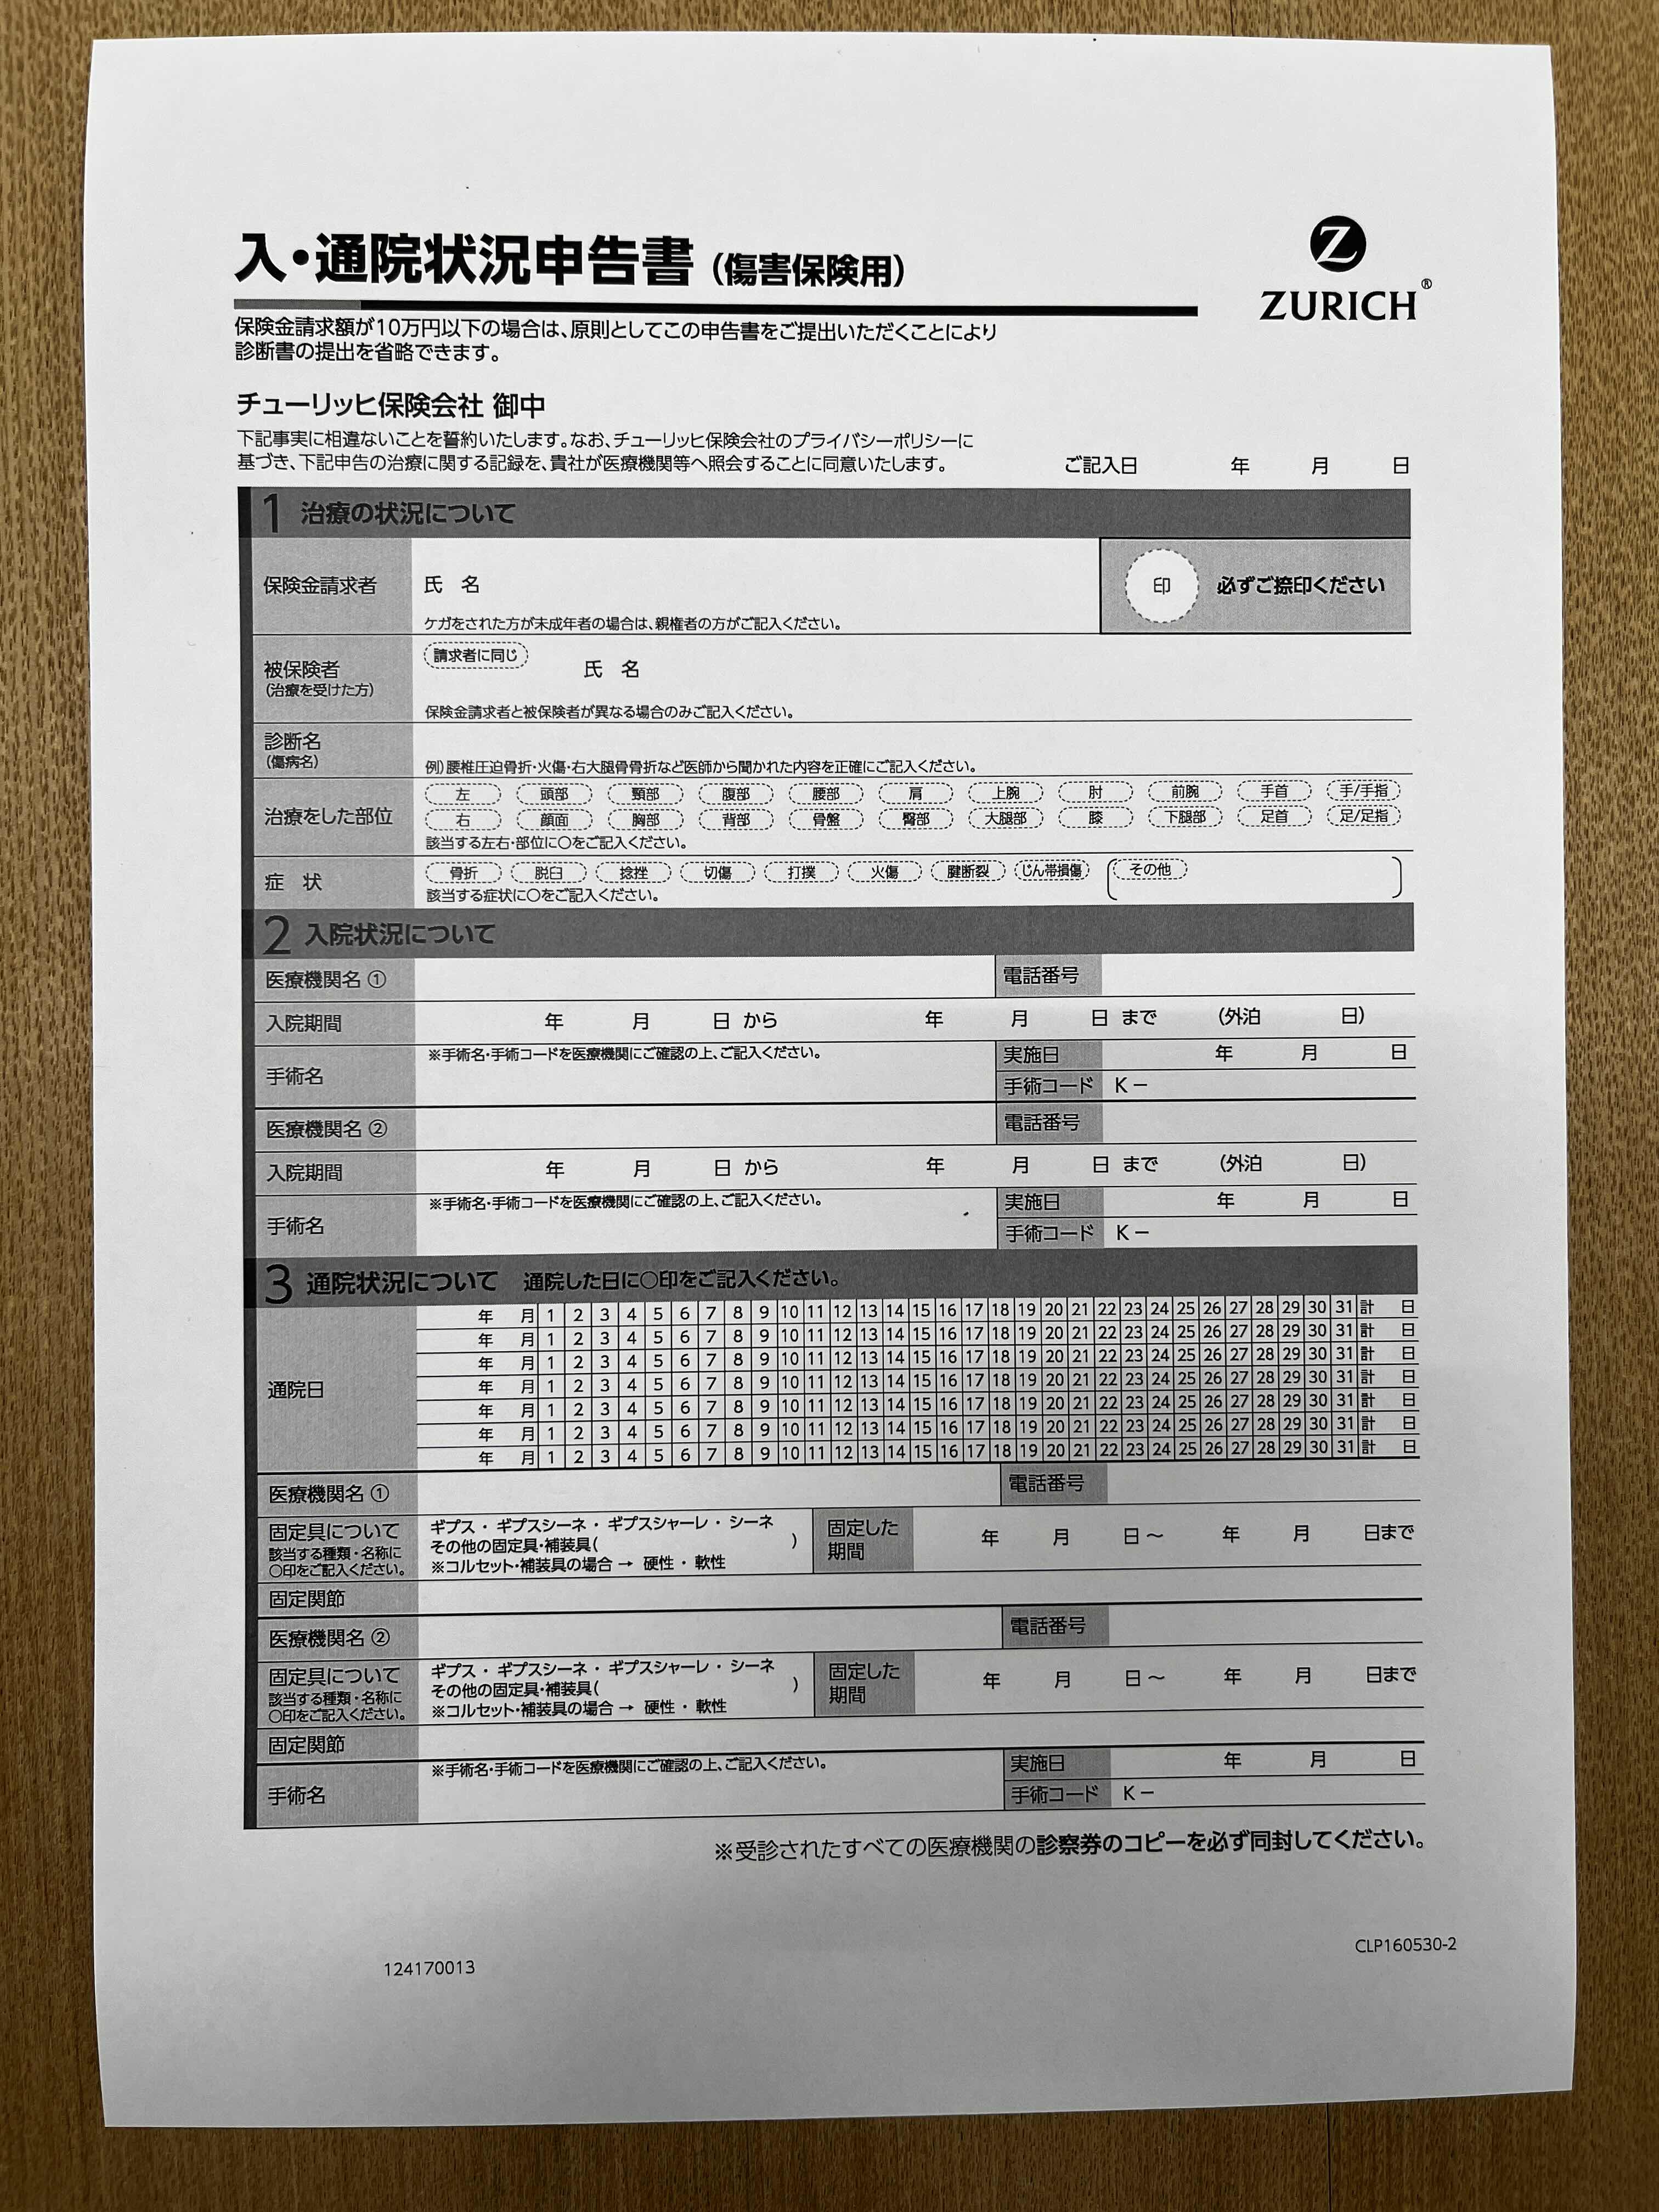 入・通院状況申告書（傷害保険用）
Z
ZURICH®
保険金請求額が10万円以下の場合は、原則としてこの申告書をご提出いただくことにより
診断書の提出を省略できます。
チューリッヒ保険会社 御中
下記事実に相違ないことを誓約いたします。なお、チューリッヒ保険会社のプライバシーポリシーに
基づき、下記申告の治療に関する記録を、貴社が医療機関等へ照会することに同意いたします。
ご記入日 年 月 日
1 治療の状況について
保険金請求者 氏 名 印 必ずご捺印ください
ケガをされた方が未成年者の場合は、親権者の方がご記入ください。
被保険者 請求者に同じ 氏 名
（治療を受けた方）
保険金請求者と被保険者が異なる場合のみご記入ください。
診断名
（傷病名） 例）腰椎圧迫骨折・火傷・右大腿骨骨折など医師から聞かれた内容を正確にご記入ください。
治療をした部位
左 頭部 頸部 腹部 腰部 肩 上腕 肘 前腕 手首 手/手指
右 顔面 胸部 背部 骨盤 臀部 大腿部 膝 下腿部 足首 足/足指
該当する左右・部位に○をご記入ください。
症 状 骨折 脱臼 捻挫 切傷 打撲 火傷 腱断裂 じん帯損傷 （その他 ）
該当する症状に○をご記入ください。
2 入院状況について
医療機関名① 電話番号
入院期間 年 月 日 から 年 月 日 まで （外泊 日）
手術名 ※手術名・手術コードを医療機関にご確認の上、ご記入ください。 実施日 年 月 日
手術コード K－
医療機関名② 電話番号
入院期間 年 月 日 から 年 月 日 まで （外泊 日）
手術名 ※手術名・手術コードを医療機関にご確認の上、ご記入ください。 実施日 年 月 日
手術コード K－
3 通院状況について 通院した日に○印をご記入ください。
通院日
年 月 1 2 3 4 5 6 7 8 9 10 11 12 13 14 15 16 17 18 19 20 21 22 23 24 25 26 27 28 29 30 31 計 日
年 月 1 2 3 4 5 6 7 8 9 10 11 12 13 14 15 16 17 18 19 20 21 22 23 24 25 26 27 28 29 30 31 計 日
年 月 1 2 3 4 5 6 7 8 9 10 11 12 13 14 15 16 17 18 19 20 21 22 23 24 25 26 27 28 29 30 31 計 日
年 月 1 2 3 4 5 6 7 8 9 10 11 12 13 14 15 16 17 18 19 20 21 22 23 24 25 26 27 28 29 30 31 計 日
年 月 1 2 3 4 5 6 7 8 9 10 11 12 13 14 15 16 17 18 19 20 21 22 23 24 25 26 27 28 29 30 31 計 日
年 月 1 2 3 4 5 6 7 8 9 10 11 12 13 14 15 16 17 18 19 20 21 22 23 24 25 26 27 28 29 30 31 計 日
年 月 1 2 3 4 5 6 7 8 9 10 11 12 13 14 15 16 17 18 19 20 21 22 23 24 25 26 27 28 29 30 31 計 日
医療機関名① 電話番号
固定具について
該当する種類・名称に
○印をご記入ください。
ギプス ・ ギプスシーネ ・ ギプスシャーレ ・ シーネ
その他の固定具・補装具( )
※コルセット・補装具の場合 → 硬性 ・ 軟性
固定した
期間
年 月 日～ 年 月 日まで
固定関節
医療機関名② 電話番号
固定具について
該当する種類・名称に
○印をご記入ください。
ギプス ・ ギプスシーネ ・ ギプスシャーレ ・ シーネ
その他の固定具・補装具( )
※コルセット・補装具の場合 → 硬性 ・ 軟性
固定した
期間
年 月 日～ 年 月 日まで
固定関節
手術名 ※手術名・手術コードを医療機関にご確認の上、ご記入ください。 実施日 年 月 日
手術コード K－
※受診されたすべての医療機関の診察券のコピーを必ず同封してください。
CLP160530-2
124170013